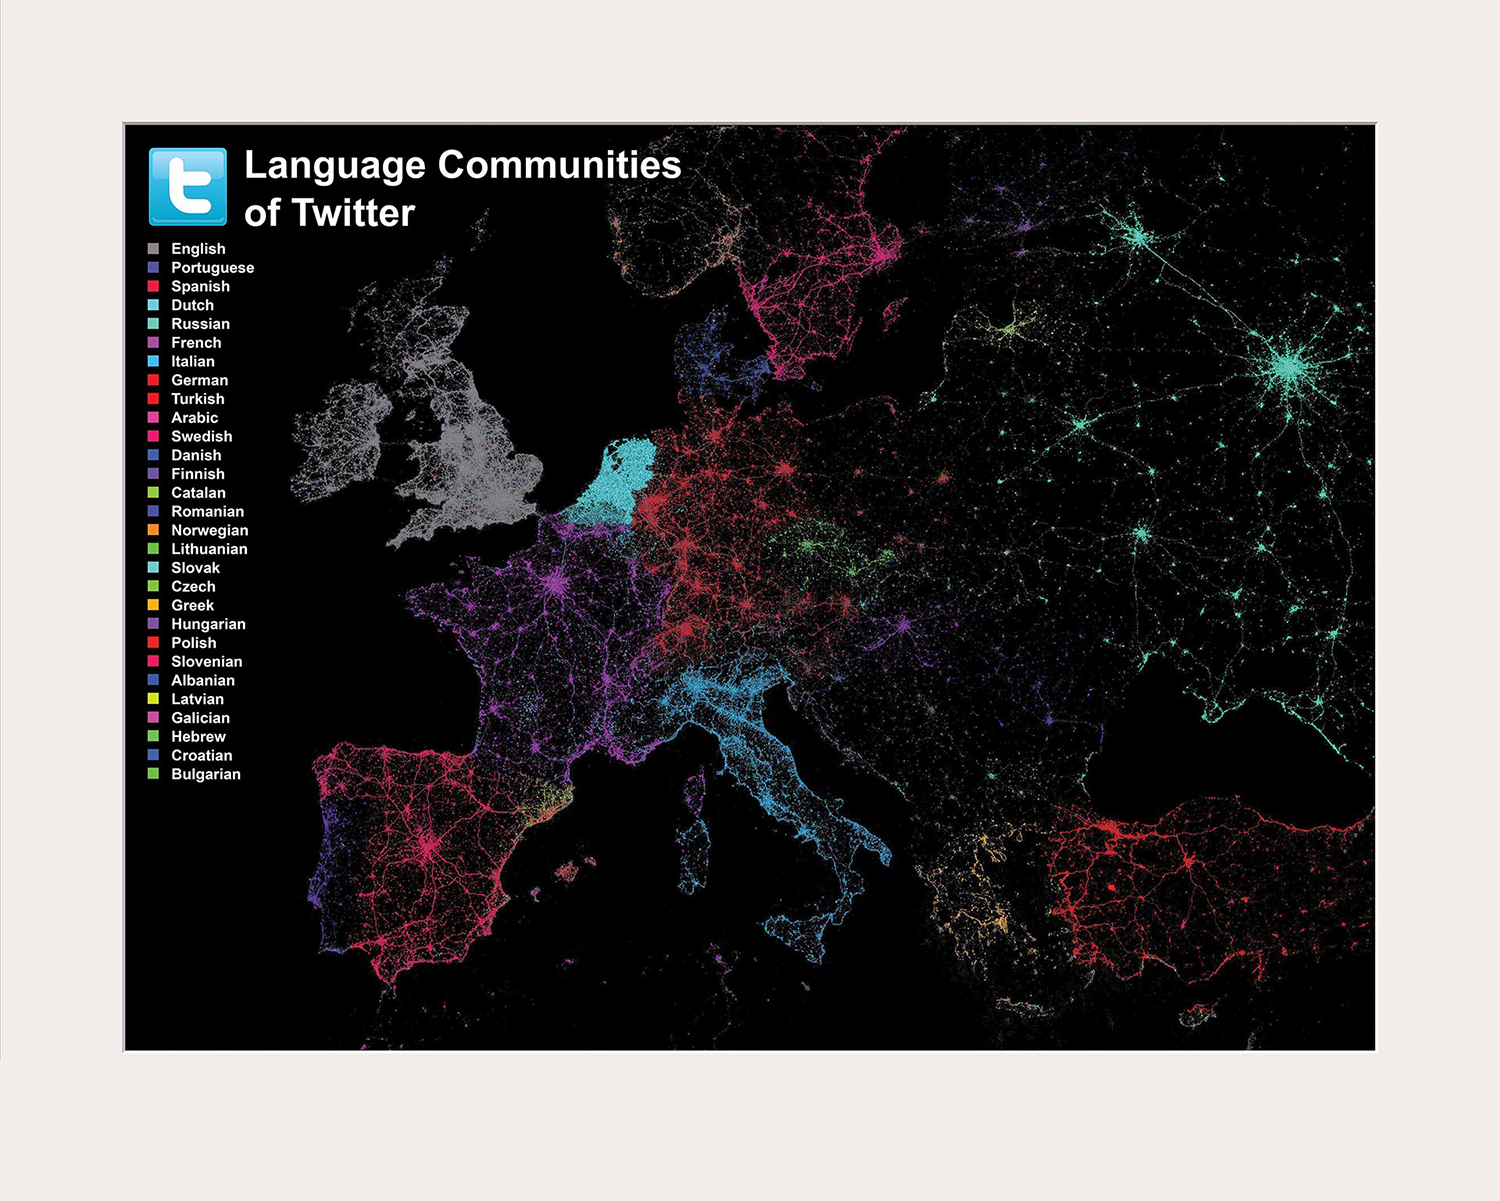 t
Language Communities
of Twitter
English
Portuguese
Spanish
Dutch
Russian
French
Italian
German
Turkish
Arabic
Swedish
Danish
Finnish
Catalan
Romanian
Norwegian
Lithuanian
Slovak
Czech
Greek
Hungarian
Polish
Slovenian
Albanian
Latvian
Galician
Hebrew
Croatian
Bulgarian